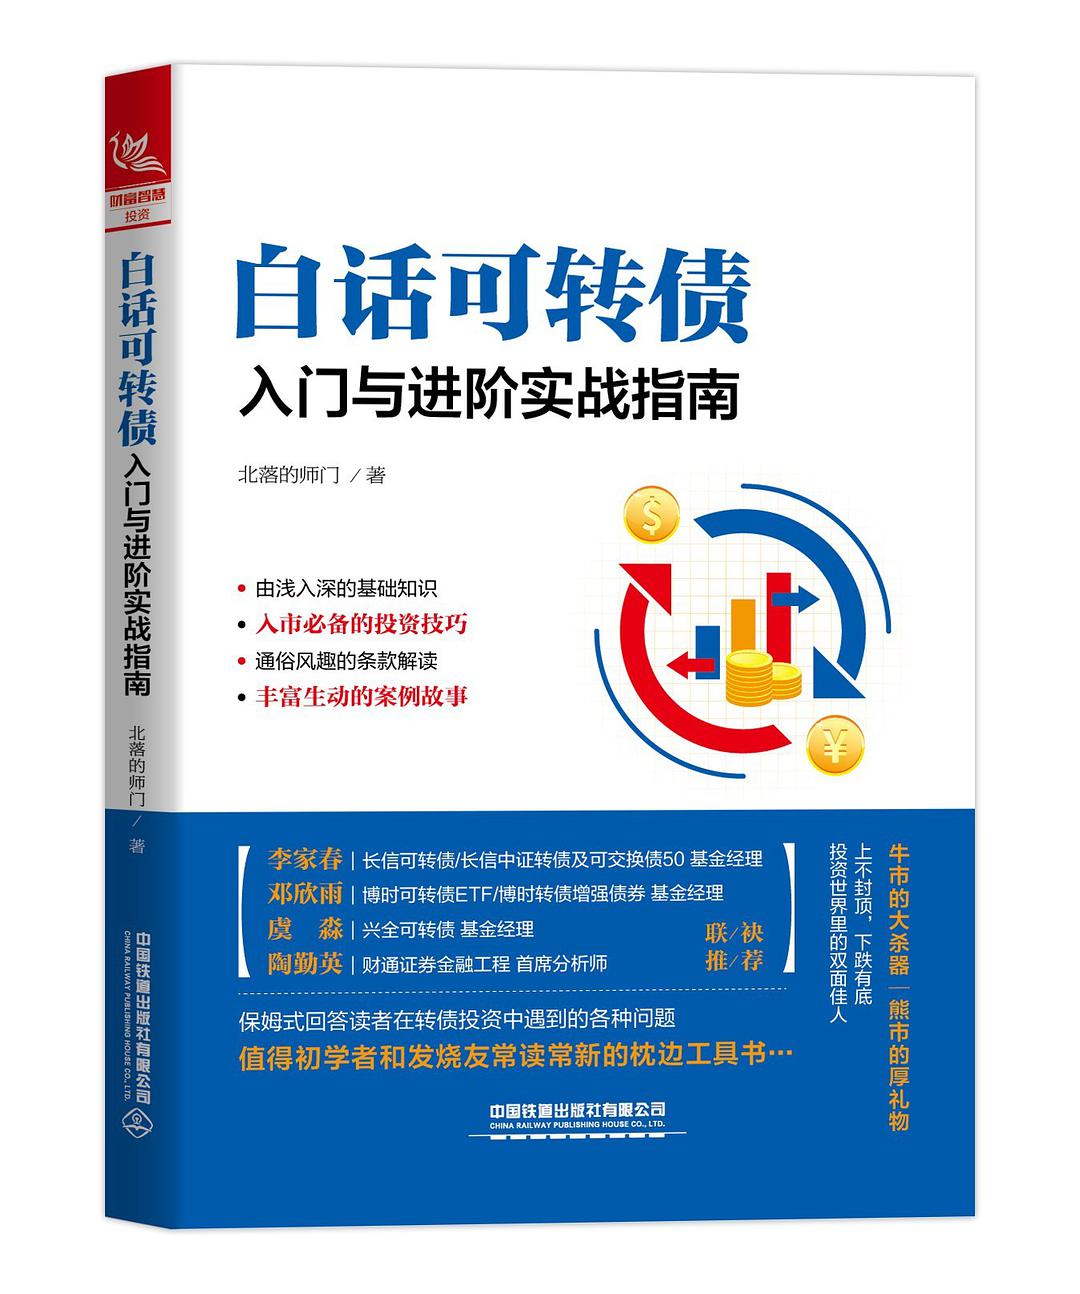 财富智慧
投资
白话可转债
入门与进阶实战指南
北落的师门 / 著
中国铁道出版社有限公司
CHINA RAILWAY PUBLISHING HOUSE CO., LTD.
白话可转债
入门与进阶实战指南
北落的师门 / 著
• 由浅入深的基础知识
• 入市必备的投资技巧
• 通俗风趣的条款解读
• 丰富生动的案例故事
$
¥
李家春 | 长信可转债/长信中证转债及可交换债50 基金经理
邓欣雨 | 博时可转债ETF/博时转债增强债券 基金经理
虞 淼 | 兴全可转债 基金经理
陶勤英 | 财通证券金融工程 首席分析师
联/袂
推/荐
牛市的大杀器 | 熊市的厚礼物
上不封顶，下跌有底
投资世界里的双面佳人
保姆式回答读者在转债投资中遇到的各种问题
值得初学者和发烧友常读常新的枕边工具书…
中国铁道出版社有限公司
CHINA RAILWAY PUBLISHING HOUSE CO., LTD.